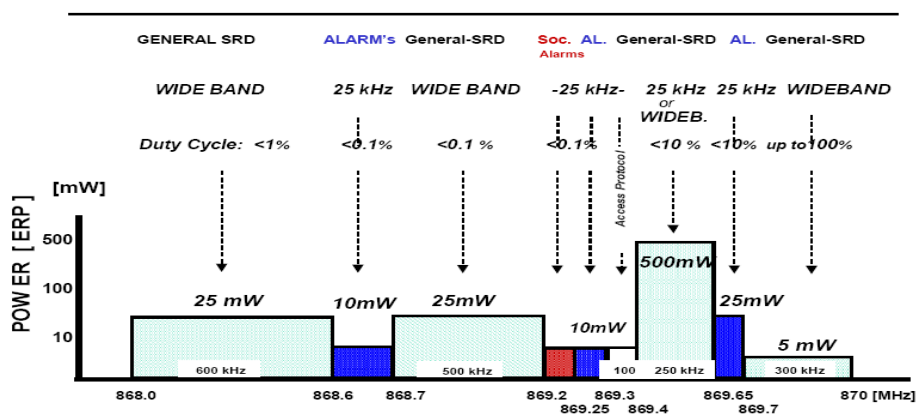 GENERAL SRD ALARM's General-SRD Soc. AL. General-SRD AL. General-SRD
Alarms
WIDE BAND 25 kHz WIDE BAND -25 kHz- 25 kHz 25 kHz WIDEBAND
or
WIDEB.
Duty Cycle: <1% <0.1% <0.1 % <0.1% <10 % <10% up to100%
Access Protocol
[mW]
POWER [ERP]
500
100
10
500mW
25 mW 10mW 25mW 10mW 25mW 5 mW
600 kHz 500 kHz 100 250 kHz 300 kHz
868.0 868.6 868.7 869.2 869.3 869.65 870 [MHz]
869.25 869.4 869.7